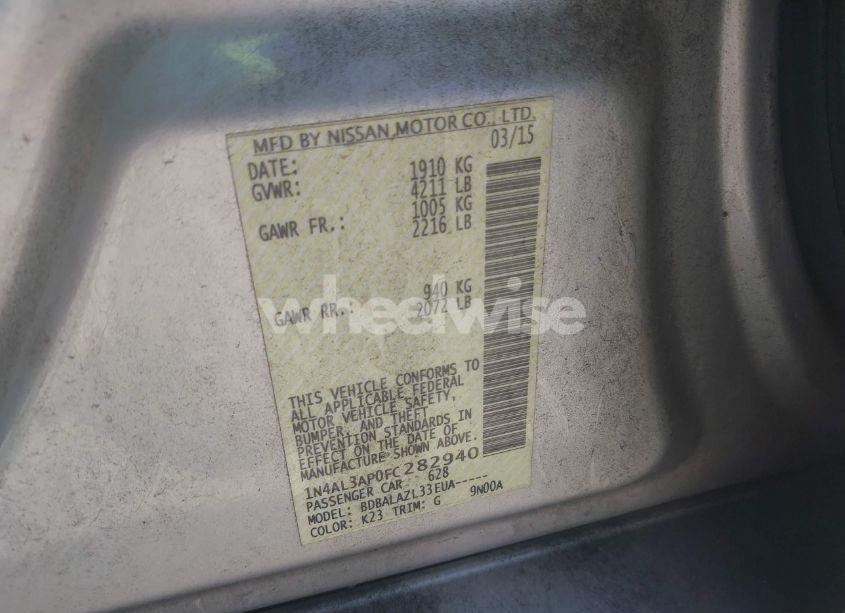 MFD BY NISSAN MOTOR CO., LTD.
DATE: 03/15
GVWR: 1910 KG
4211 LB
GAWR FR.: 1005 KG
2216 LB
GAWR RR.: 940 KG
2072 LB
wheelwise
THIS VEHICLE CONFORMS TO
ALL APPLICABLE FEDERAL
MOTOR VEHICLE SAFETY,
BUMPER, AND THEFT
PREVENTION STANDARDS IN
EFFECT ON THE DATE OF
MANUFACTURE SHOWN ABOVE.
1N4AL3AP0FC282940
PASSENGER CAR 628
MODEL: BDBALAZL33EUA-----
COLOR: K23 TRIM: G 9N00A